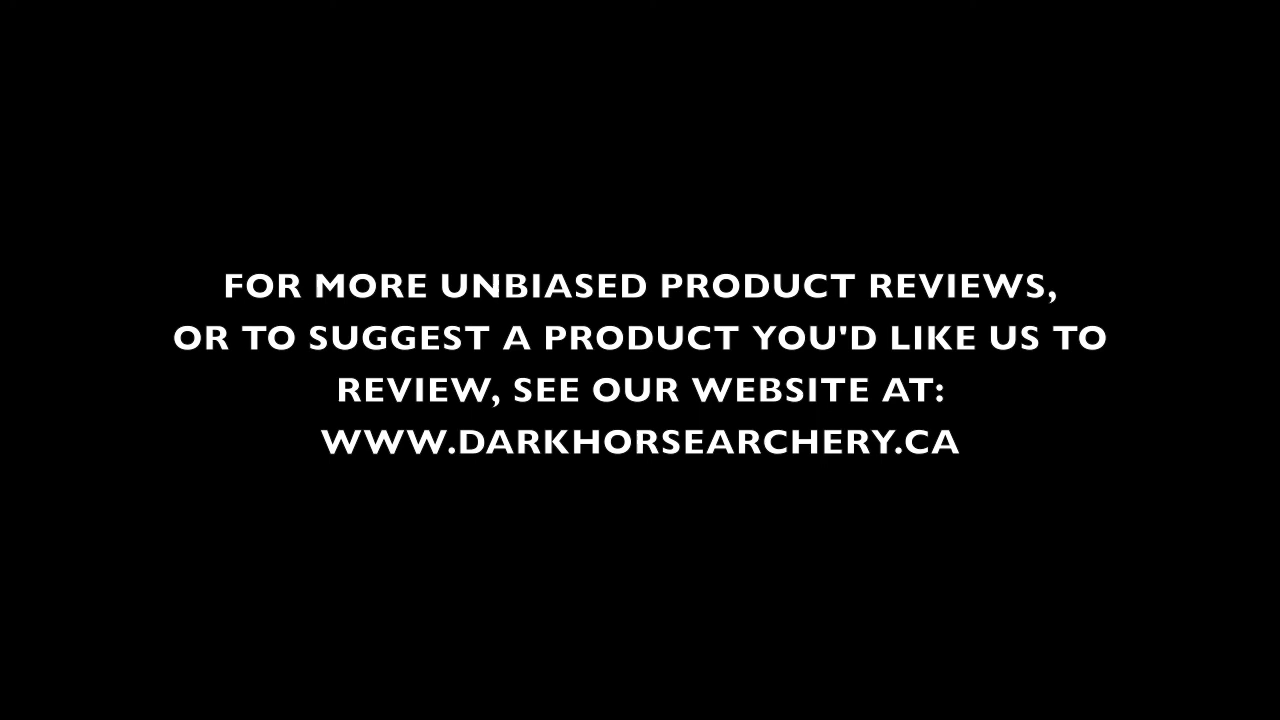 FOR MORE UNBIASED PRODUCT REVIEWS,
OR TO SUGGEST A PRODUCT YOU'D LIKE US TO
REVIEW, SEE OUR WEBSITE AT:
WWW.DARKHORSEARCHERY.CA